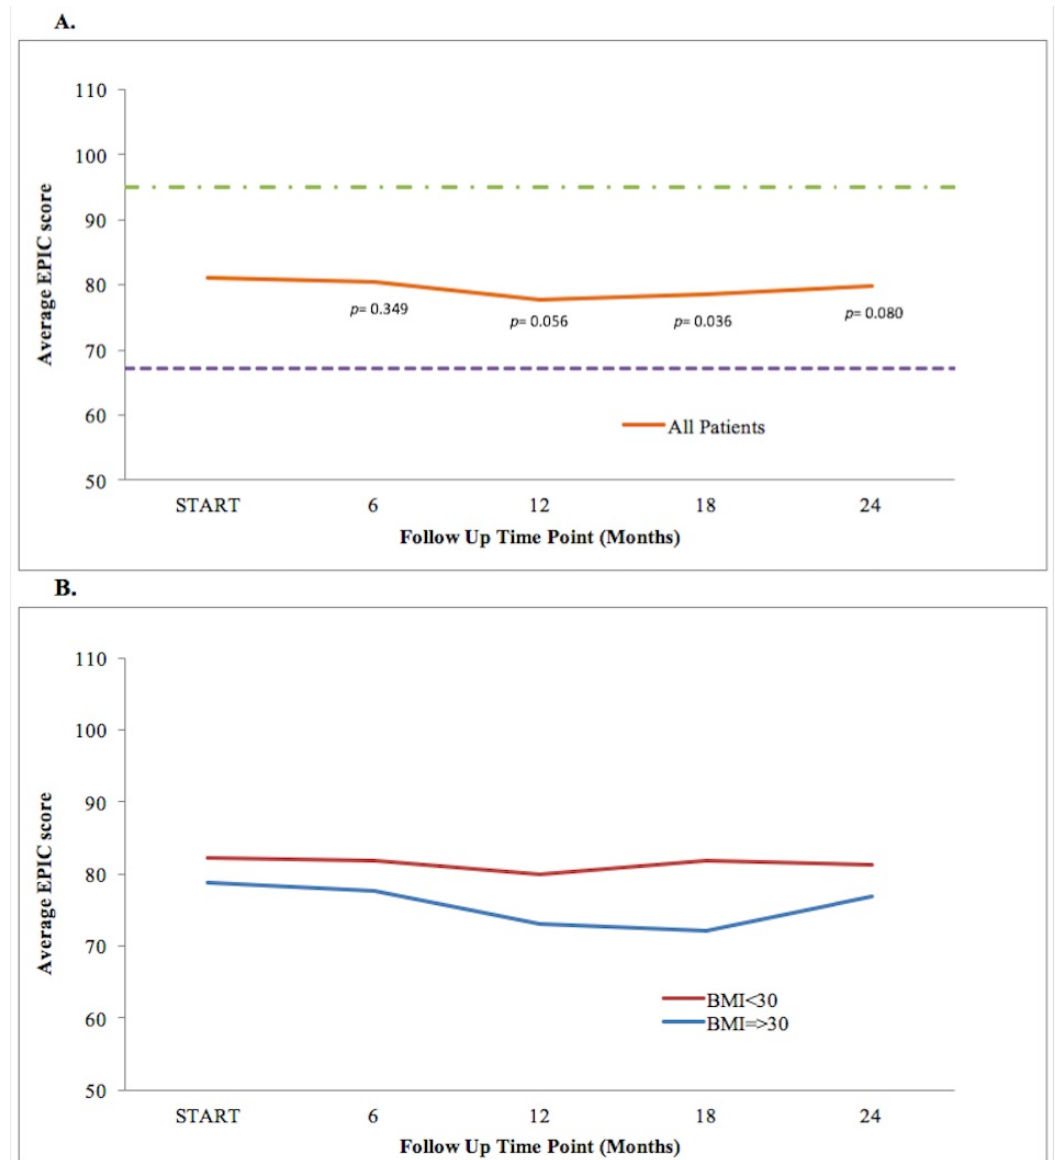 A.
110
100
90
80
70
60
50
Average EPIC score
p= 0.349
p= 0.056
p= 0.036
p= 0.080
All Patients
START 6 12 18 24
Follow Up Time Point (Months)
B.
110
100
90
80
70
60
50
Average EPIC score
BMI<30
BMI=>30
START 6 12 18 24
Follow Up Time Point (Months)